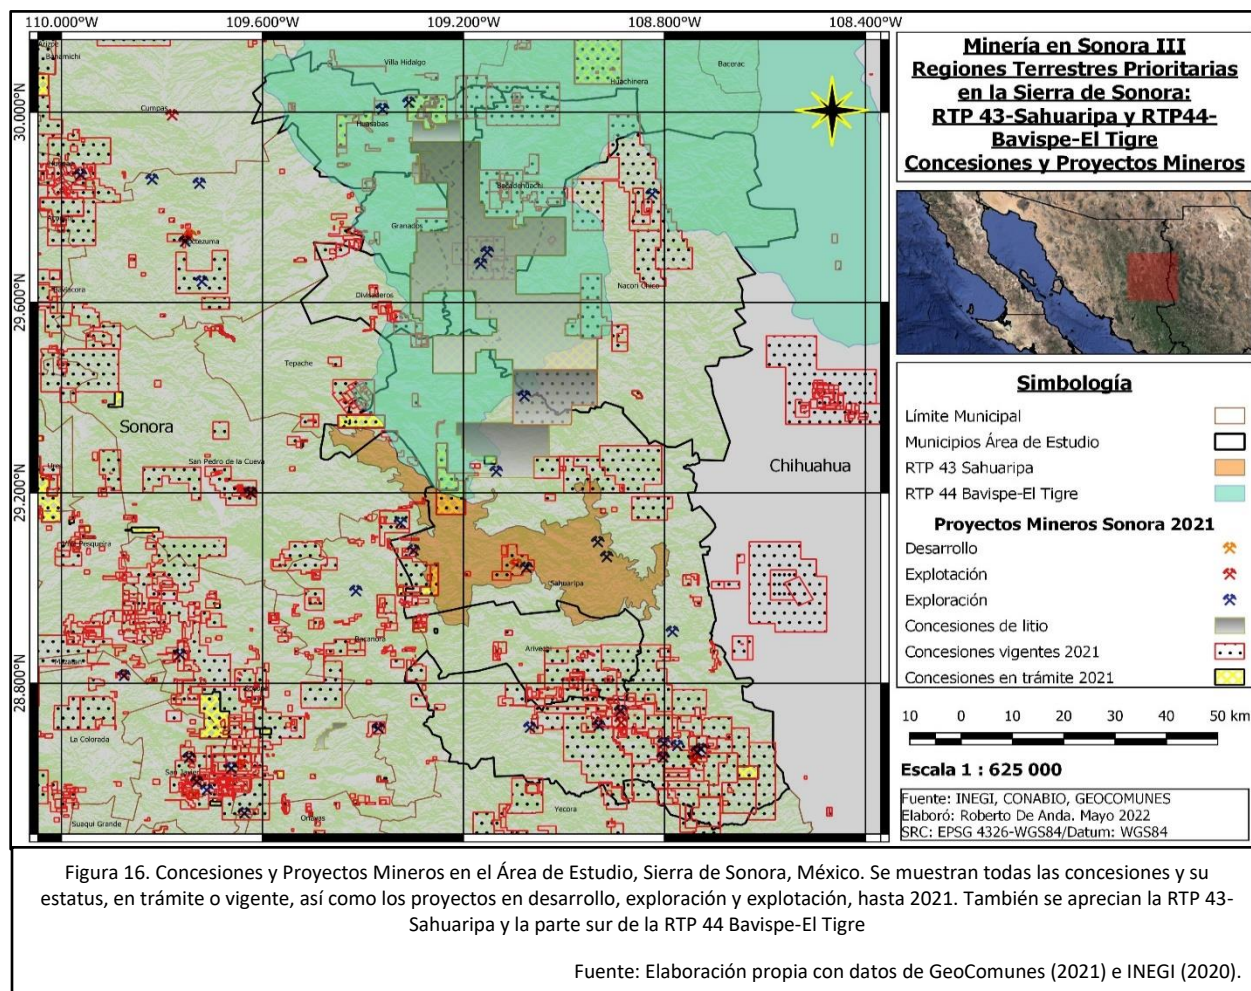 110.000°W 109.600°W 109.200°W 108.800°W 108.400°W
30.000°N
29.600°N
29.200°N
28.800°N
Banamichi
Cumpas
Villa Hidalgo
Huachinera
Bacerac
Huasabas
Bacadehuachi
Granados
Moctezuma
Nacori Chico
Divisaderos
Tepache
Sonora
San Pedro de la Cueva
Chihuahua
Sahuaripa
Bacanora
Arivechi
Mazatan
La Colorada
San Javier
Suaqui Grande
Onavas
Yecora
Minería en Sonora III
Regiones Terrestres Prioritarias
en la Sierra de Sonora:
RTP 43-Sahuaripa y RTP44-
Bavispe-El Tigre
Concesiones y Proyectos Mineros
Simbología
Límite Municipal
Municipios Área de Estudio
RTP 43 Sahuaripa
RTP 44 Bavispe-El Tigre
Proyectos Mineros Sonora 2021
Desarrollo
Explotación
Exploración
Concesiones de litio
Concesiones vigentes 2021
Concesiones en trámite 2021
10 0 10 20 30 40 50 km
Escala 1 : 625 000
Fuente: INEGI, CONABIO, GEOCOMUNES
Elaboró: Roberto De Anda. Mayo 2022
SRC: EPSG 4326-WGS84/Datum: WGS84
Figura 16. Concesiones y Proyectos Mineros en el Área de Estudio, Sierra de Sonora, México. Se muestran todas las concesiones y su
estatus, en trámite o vigente, así como los proyectos en desarrollo, exploración y explotación, hasta 2021. También se aprecian la RTP 43-
Sahuaripa y la parte sur de la RTP 44 Bavispe-El Tigre
Fuente: Elaboración propia con datos de GeoComunes (2021) e INEGI (2020).